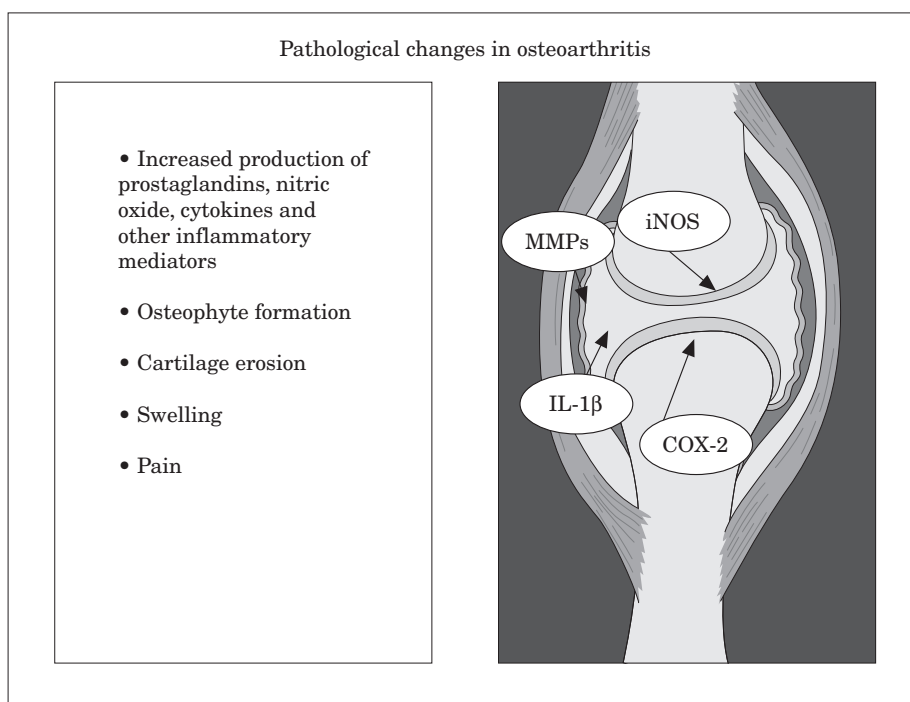 Pathological changes in osteoarthritis
• Increased production of
prostaglandins, nitric
oxide, cytokines and
other inflammatory
mediators
• Osteophyte formation
• Cartilage erosion
• Swelling
• Pain
iNOS
MMPs
IL-1β
COX-2